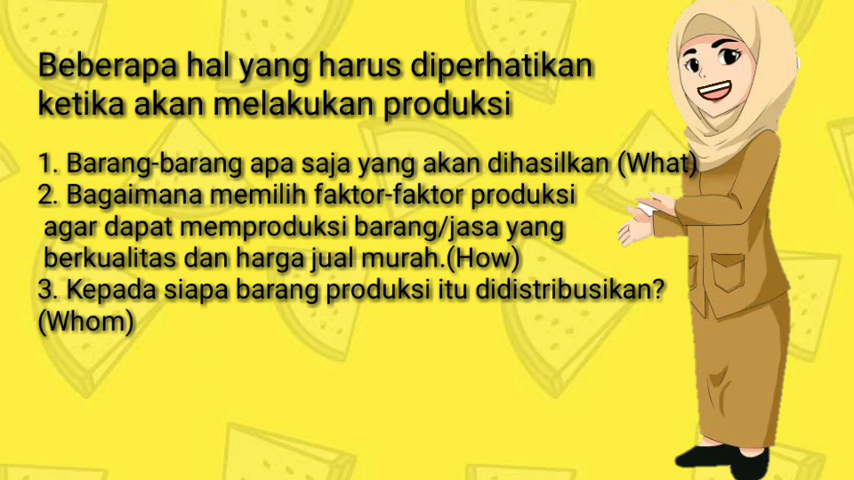 Beberapa hal yang harus diperhatikan
ketika akan melakukan produksi
1. Barang-barang apa saja yang akan dihasilkan (What)
2. Bagaimana memilih faktor-faktor produksi
agar dapat memproduksi barang/jasa yang
berkualitas dan harga jual murah.(How)
3. Kepada siapa barang produksi itu didistribusikan?
(Whom)